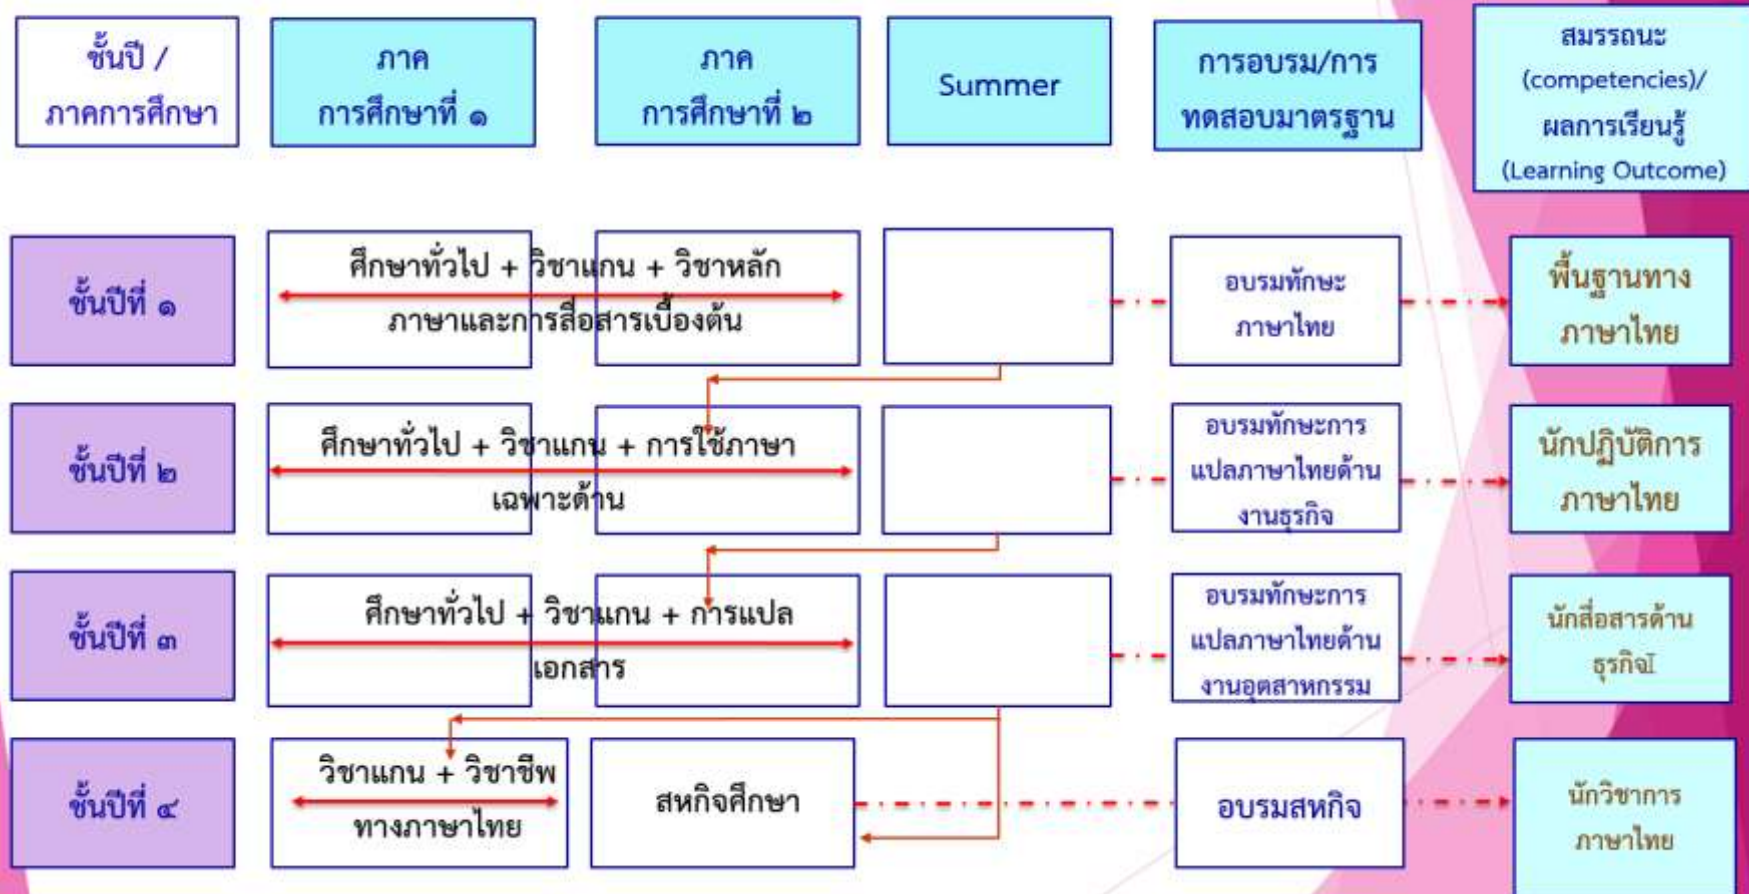 ชั้นปี /
ภาคการศึกษา
ภาค
การศึกษาที่ ๑
ภาค
การศึกษาที่ ๒
Summer
การอบรม/การ
ทดสอบมาตรฐาน
สมรรถนะ
(competencies)/
ผลการเรียนรู้
(Learning Outcome)
ชั้นปีที่ ๑
ศึกษาทั่วไป + วิชาแกน + วิชาหลัก
ภาษาและการสื่อสารเบื้องต้น
อบรมทักษะ
ภาษาไทย
พื้นฐานทาง
ภาษาไทย
ชั้นปีที่ ๒
ศึกษาทั่วไป + วิชาแกน + การใช้ภาษา
เฉพาะด้าน
อบรมทักษะการ
แปลภาษาไทยด้าน
งานธุรกิจ
นักปฏิบัติการ
ภาษาไทย
ชั้นปีที่ ๓
ศึกษาทั่วไป + วิชาแกน + การแปล
เอกสาร
อบรมทักษะการ
แปลภาษาไทยด้าน
งานอุตสาหกรรม
นักสื่อสารด้าน
ธุรกิจ
ชั้นปีที่ ๔
วิชาแกน + วิชาชีพ
ทางภาษาไทย
สหกิจศึกษา
อบรมสหกิจ
นักวิชาการ
ภาษาไทย